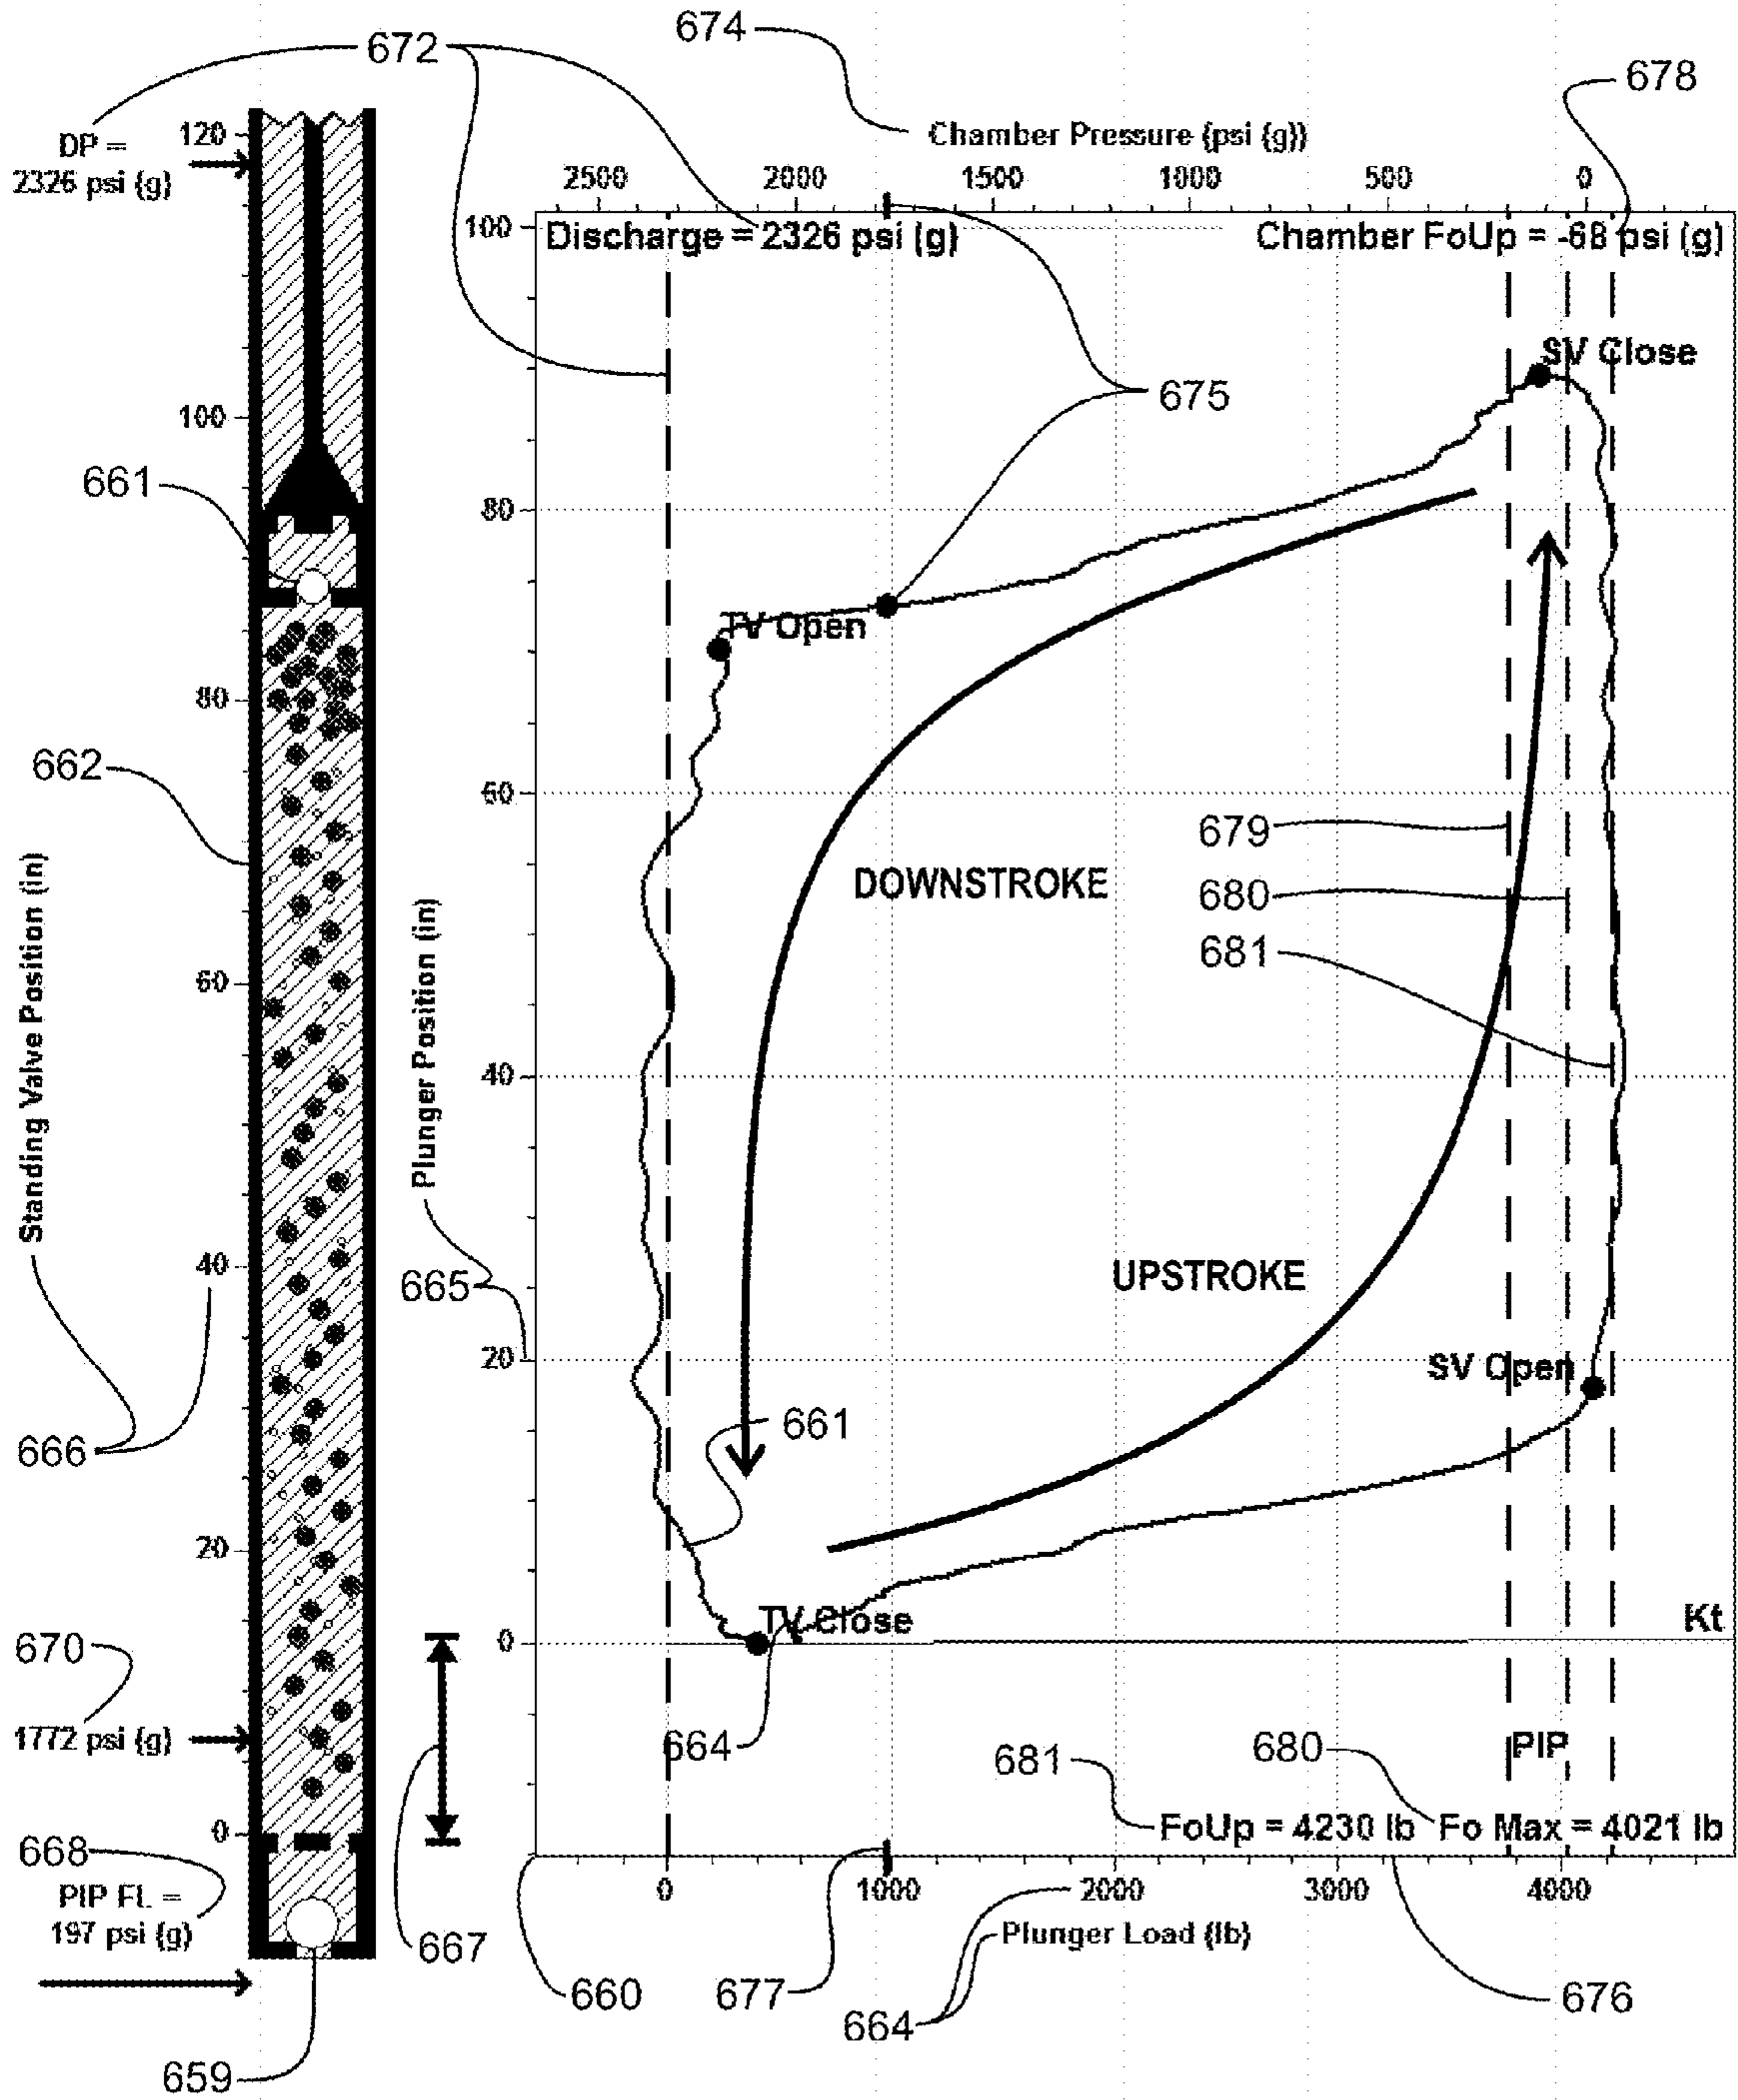 674
672
678
DP =
2326 psi (g)
120
100
80
60
40
20
0
Chamber Pressure (psi (g))
2500 2000 1500 1000 500 0
Discharge = 2326 psi (g)
Chamber FoUp = -68 psi (g)
100
80
60
40
20
0
SV Close
675
661
TV Open
662
679
680
681
DOWNSTROKE
Standing Valve Position (in)
Plunger Position (in)
665
UPSTROKE
SV Open
666
661
TV Close
Kt
670
1772 psi (g)
664
681
680
PIP
FoUp = 4230 lb
Fo Max = 4021 lb
668
PIP FL =
197 psi (g)
0 1000 2000 3000 4000
Plunger Load (lb)
667
660
677
664
676
659